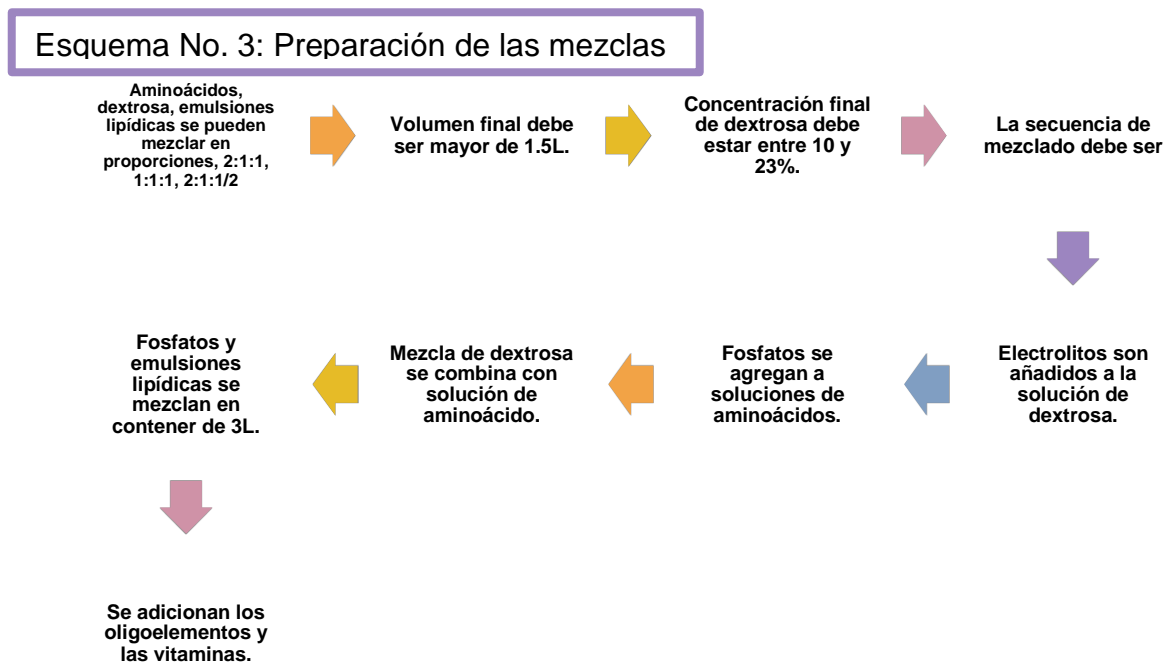 Esquema No. 3: Preparación de las mezclas
Aminoácidos,
dextrosa, emulsiones
lipídicas se pueden
mezclar en
proporciones, 2:1:1,
1:1:1, 2:1:1/2
Volumen final debe
ser mayor de 1.5L.
Concentración final
de dextrosa debe
estar entre 10 y
23%.
La secuencia de
mezclado debe ser
Electrolitos son
añadidos a la
solución de
dextrosa.
Fosfatos se
agregan a
soluciones de
aminoácidos.
Mezcla de dextrosa
se combina con
solución de
aminoácido.
Fosfatos y
emulsiones
lipídicas se
mezclan en
contener de 3L.
Se adicionan los
oligoelementos y
las vitaminas.